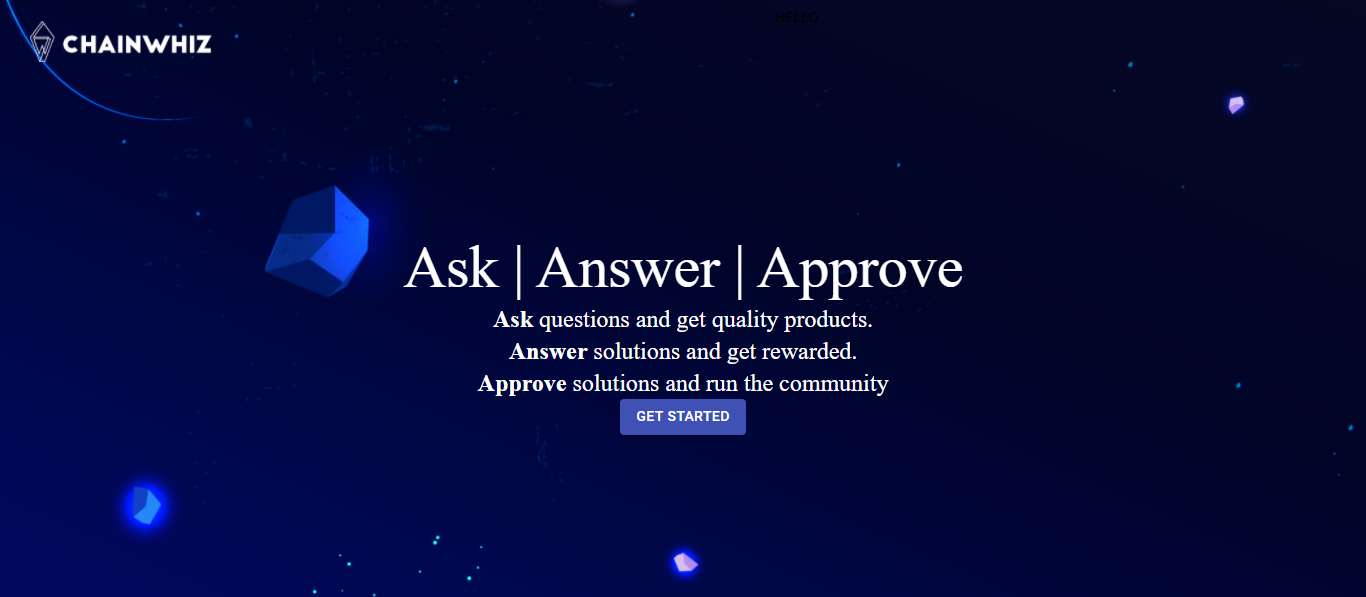 HELLO
CHAINWHIZ
Ask | Answer | Approve
Ask questions and get quality products.
Answer solutions and get rewarded.
Approve solutions and run the community
GET STARTED